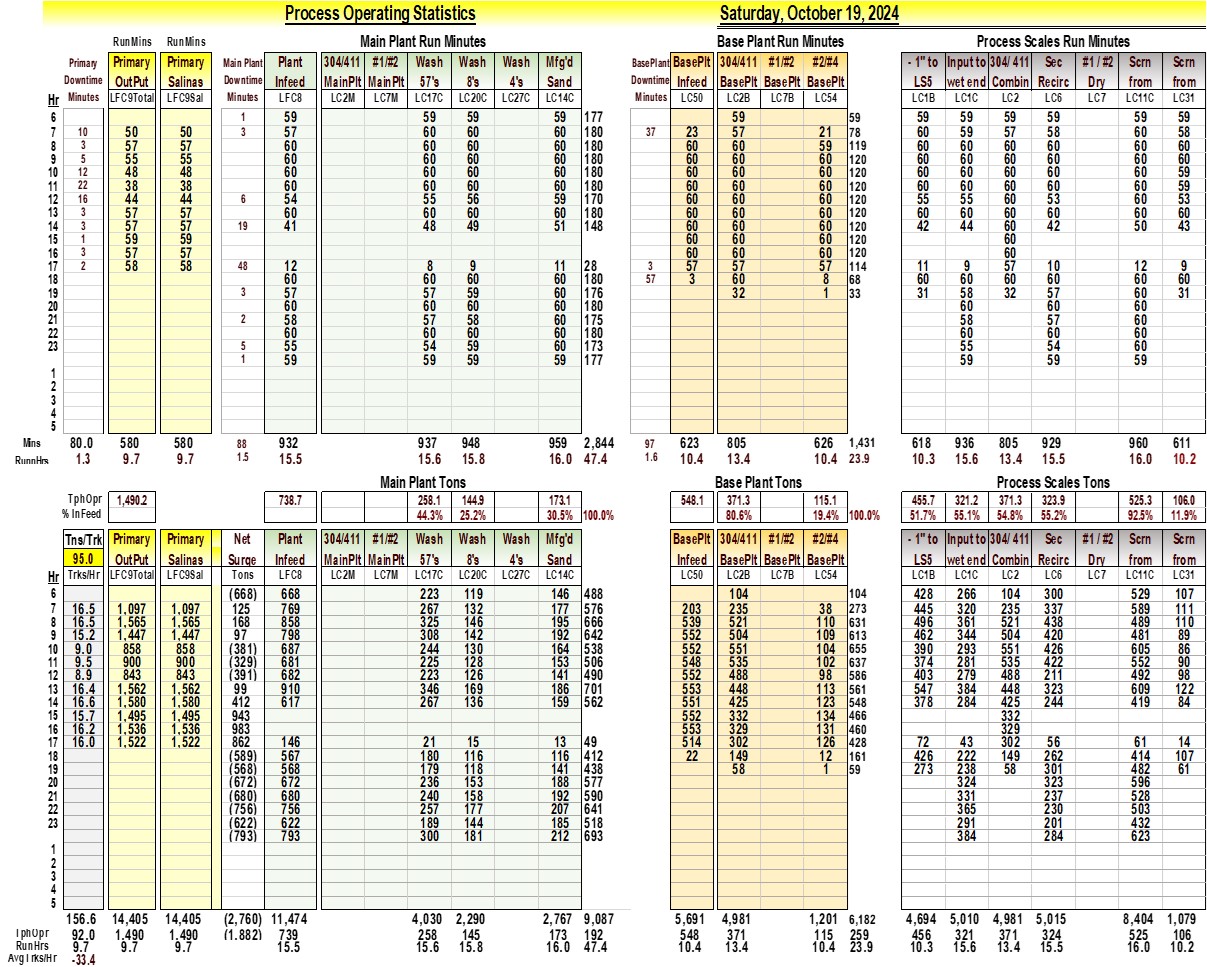 Process Operating Statistics Saturday, October 19, 2024
RunMins RunMins Main Plant Run Minutes Base Plant Run Minutes Process Scales Run Minutes
Primary Primary Primary Main Plant Plant 304/411 #1/#2 Wash Wash Wash Mfg'd BasePlant BasePlt 304/411 #1/#2 #2/#4 - 1" to Input to 304/ 411 Sec #1 / #2 Scrn Scrn
Downtime OutPut Salinas Downtime Infeed MainPlt MainPlt 57's 8's 4's Sand Downtime Infeed BasePlt BasePlt BasePlt LS5 wet end Combin Recirc Dry from from
Hr Minutes LFC9Total LFC9Sal Minutes LFC8 LC2M LC7M LC17C LC20C LC27C LC14C Minutes LC50 LC2B LC7B LC54 LC1B LC1C LC2 LC6 LC7 LC11C LC31
6 1 59 59 59 59 177 59 59 59 59 59 59 59 59
7 10 50 50 3 57 60 60 60 180 37 23 57 21 78 60 59 57 58 60 58
8 3 57 57 60 60 60 60 180 60 60 59 119 60 60 60 60 60 60
9 5 55 55 60 60 60 60 180 60 60 60 120 60 60 60 60 60 60
10 12 48 48 60 60 60 60 180 60 60 60 120 60 60 60 60 60 59
11 22 38 38 60 60 60 60 180 60 60 60 120 60 60 60 60 60 59
12 16 44 44 6 54 55 56 59 170 60 60 60 120 55 55 60 53 60 53
13 3 57 57 60 60 60 60 180 60 60 60 120 60 60 60 60 60 60
14 3 57 57 19 41 48 49 51 148 60 60 60 120 42 44 60 42 50 43
15 1 59 59 60 60 60 120 60
16 3 57 57 60 60 60 120 60
17 2 58 58 48 12 8 9 11 28 3 57 57 57 114 11 9 57 10 12 9
18 60 60 60 60 180 57 3 60 8 68 60 60 60 60 60 60
19 3 57 57 59 60 176 32 1 33 31 58 32 57 60 31
20 60 60 60 60 180 60 60 60
21 2 58 57 58 60 175 58 57 60
22 60 60 60 60 180 60 60 60
23 5 55 54 59 60 173 55 54 60
1 59 59 59 59 177 59 59 59
1
2
3
4
5
Mins 80.0 580 580 88 932 937 948 959 2,844 97 623 805 626 1,431 618 936 805 929 960 611
RunnHrs 1.3 9.7 9.7 1.5 15.5 15.6 15.8 16.0 47.4 1.6 10.4 13.4 10.4 23.9 10.3 15.6 13.4 15.5 16.0 10.2
Main Plant Tons Base Plant Tons Process Scales Tons
TphOpr 1,490.2 738.7 258.1 144.9 173.1 548.1 371.3 115.1 455.7 321.2 371.3 323.9 525.3 106.0
% InFeed 44.3% 25.2% 30.5% 100.0% 80.6% 19.4% 100.0% 51.7% 55.1% 54.8% 55.2% 92.5% 11.9%
Tns/Trk Primary Primary Net Plant 304/411 #1/#2 Wash Wash Wash Mfg'd BasePlt 304/411 #1/#2 #2/#4 - 1" to Input to 304/ 411 Sec #1 / #2 Scrn Scrn
95.0 OutPut Salinas Surge Infeed MainPlt MainPlt 57's 8's 4's Sand Infeed BasePlt BasePlt BasePlt LS5 wet end Combin Recirc Dry from from
Hr Trks/Hr LFC9Total LFC9Sal Tons LFC8 LC2M LC7M LC17C LC20C LC27C LC14C LC50 LC2B LC7B LC54 LC1B LC1C LC2 LC6 LC7 LC11C LC31
6 (668) 668 223 119 146 488 104 104 428 266 104 300 529 107
7 16.5 1,097 1,097 125 769 267 132 177 576 203 235 38 273 445 320 235 337 589 111
8 16.5 1,565 1,565 168 858 325 146 195 666 539 521 110 631 496 361 521 438 489 110
9 15.2 1,447 1,447 97 798 308 142 192 642 552 504 109 613 462 344 504 420 481 89
10 9.0 858 858 (381) 687 244 130 164 538 552 551 104 655 390 293 551 426 605 86
11 9.5 900 900 (329) 681 225 128 153 506 548 535 102 637 374 281 535 422 552 90
12 8.9 843 843 (391) 682 223 126 141 490 552 488 98 586 403 279 488 211 492 98
13 16.4 1,562 1,562 99 910 346 169 186 701 553 448 113 561 547 384 448 323 609 122
14 16.6 1,580 1,580 412 617 267 136 159 562 551 425 123 548 378 284 425 244 419 84
15 15.7 1,495 1,495 943 552 332 134 466 332
16 16.2 1,536 1,536 983 553 329 131 460 329
17 16.0 1,522 1,522 862 146 21 15 13 49 514 302 126 428 72 43 302 56 61 14
18 (589) 567 180 116 116 412 22 149 12 161 426 222 149 262 414 107
19 (568) 568 179 118 141 438 58 1 59 273 238 58 301 482 61
20 (672) 672 236 153 188 577 324 323 596
21 (680) 680 240 158 192 590 331 237 528
22 (756) 756 257 177 207 641 365 230 503
23 (622) 622 189 144 185 518 291 201 432
(793) 793 300 181 212 693 384 284 623
1
2
3
4
5
156.6 14,405 14,405 (2,760) 11,474 4,030 2,290 2,767 9,087 5,691 4,981 1,201 6,182 4,694 5,010 4,981 5,015 8,404 1,079
TphOpr 92.0 1,490 1,490 (1,882) 739 258 145 173 192 548 371 115 259 456 321 371 324 525 106
RunHrs 9.7 9.7 9.7 15.5 15.6 15.8 16.0 47.4 10.4 13.4 10.4 23.9 10.3 15.6 13.4 15.5 16.0 10.2
Avg Trks/Hr -33.4